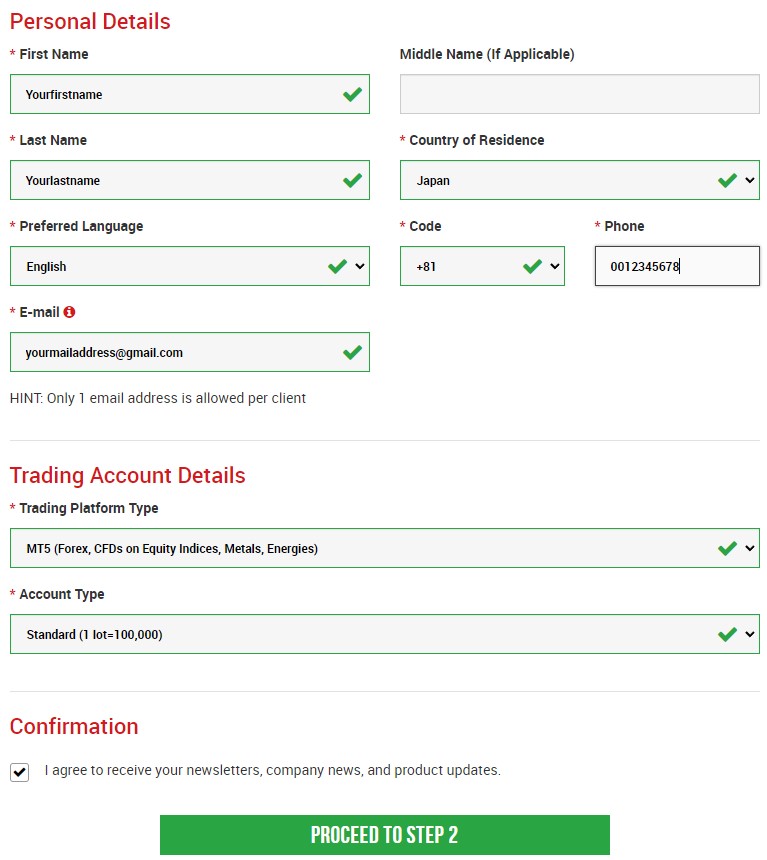 Personal Details
* First Name
Middle Name (If Applicable)
Yourfirstname
* Last Name
* Country of Residence
Yourlastname
Japan
* Preferred Language
* Code
* Phone
English
+81
0012345678
* E-mail
yourmailaddress@gmail.com
HINT: Only 1 email address is allowed per client
Trading Account Details
* Trading Platform Type
MT5 (Forex, CFDs on Equity Indices, Metals, Energies)
* Account Type
Standard (1 lot=100,000)
Confirmation
I agree to receive your newsletters, company news, and product updates.
PROCEED TO STEP 2